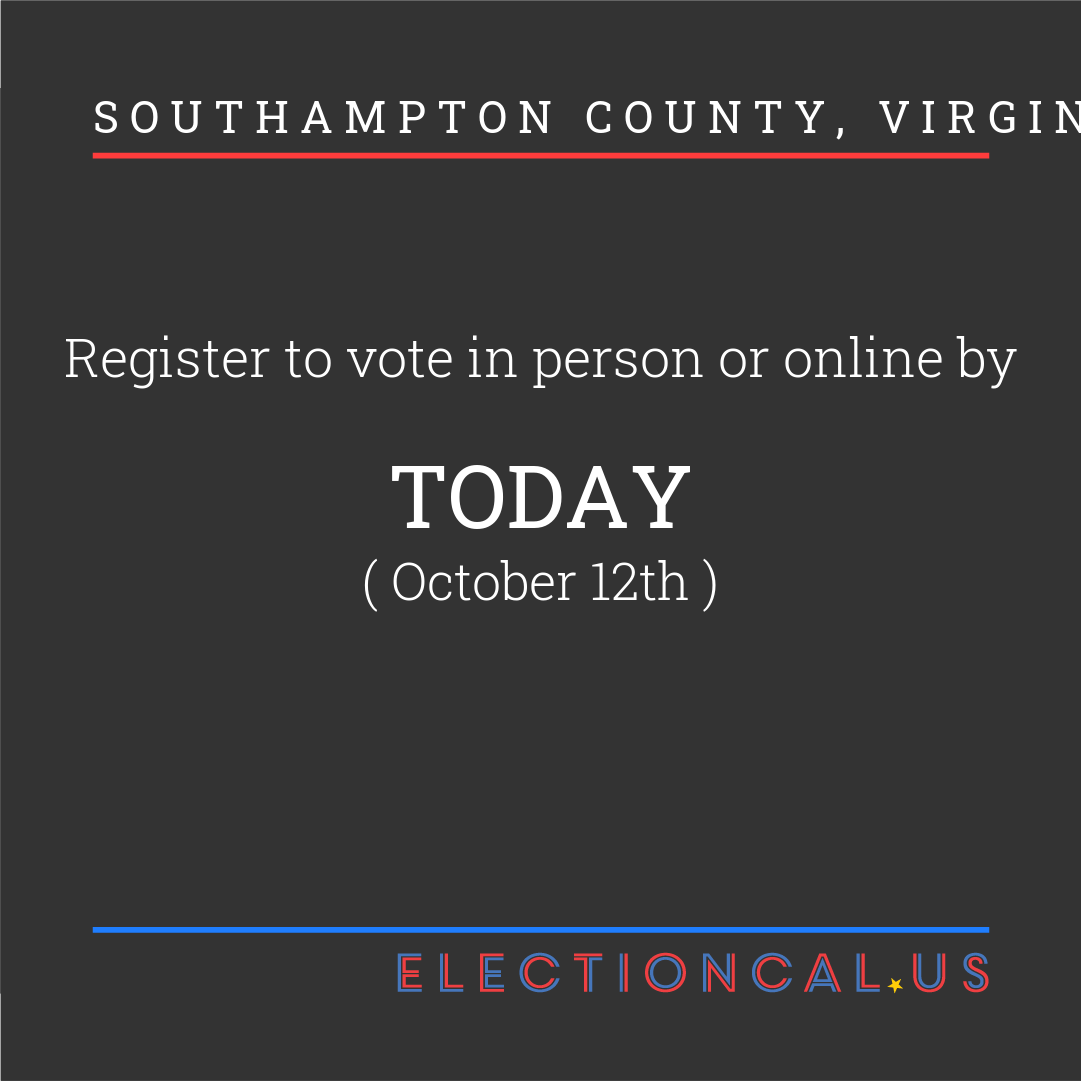 SOUTHAMPTON COUNTY, VIRGIN
Register to vote in person or online by
TODAY
( October 12th )
ELECTIONCAL.US